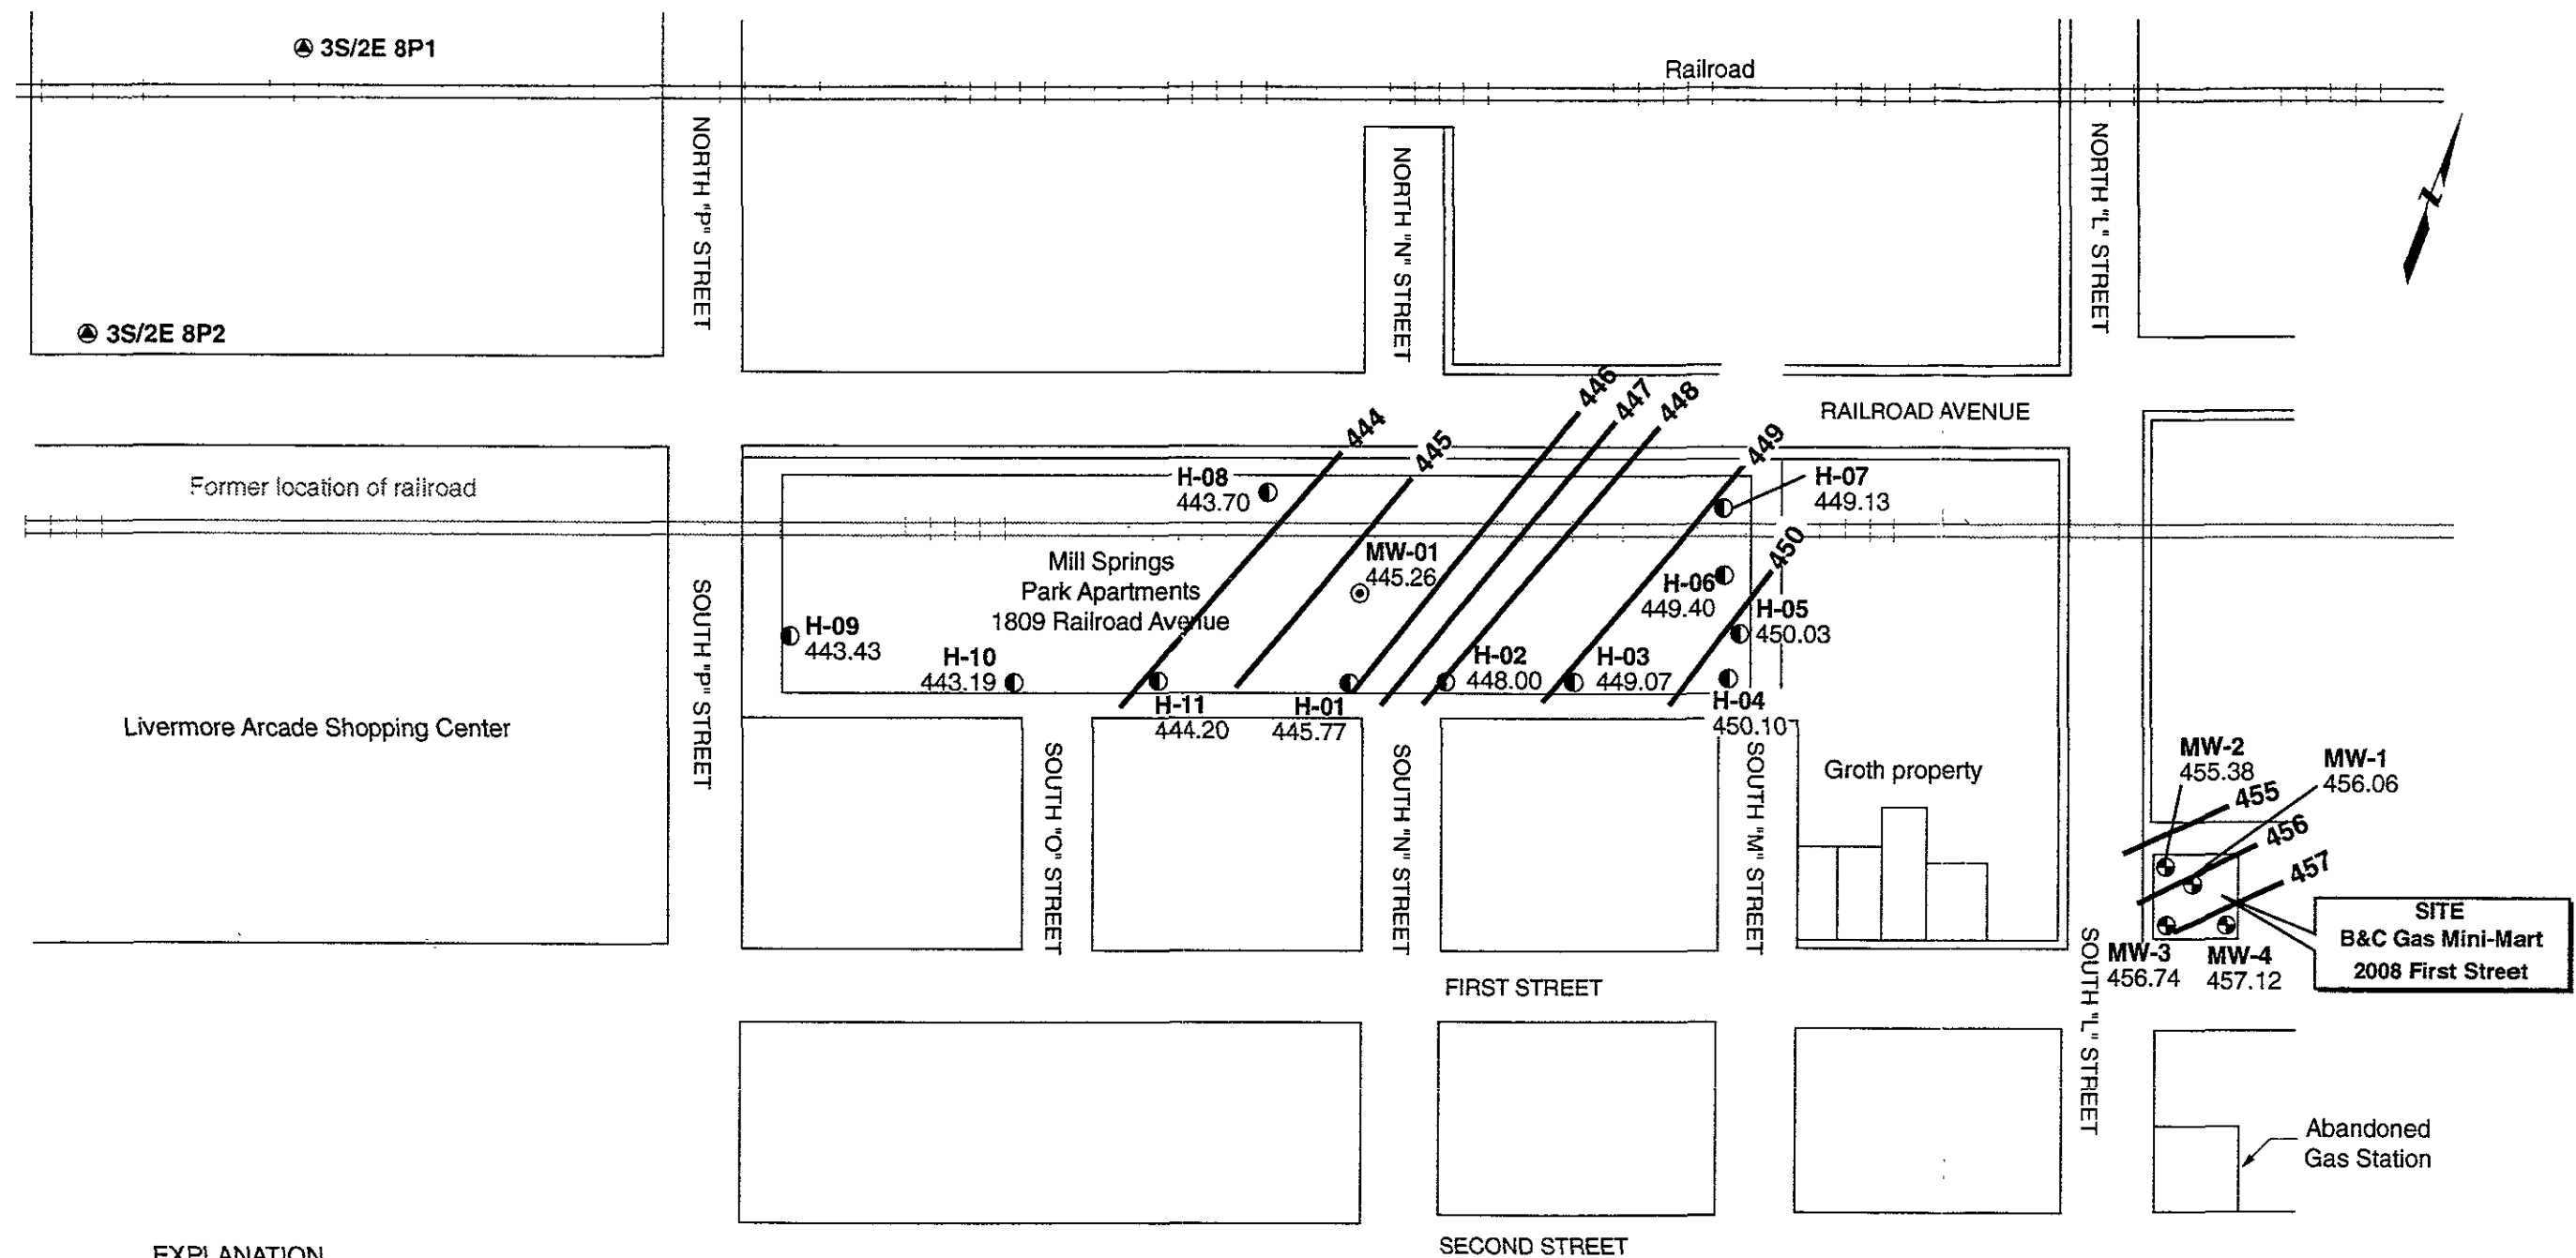 3S/2E 8P1
Railroad
NORTH "P" STREET
NORTH "N" STREET
NORTH "L" STREET
N
3S/2E 8P2
446
447
448
RAILROAD AVENUE
444
445
449
Former location of railroad
H-08
443.70
H-07
449.13
450
Mill Springs
Park Apartments
1809 Railroad Avenue
MW-01
445.26
H-06
449.40
H-05
450.03
H-09
443.43
H-10
443.19
H-02
448.00
H-03
449.07
SOUTH "P" STREET
H-11
444.20
H-01
445.77
H-04
450.10
Livermore Arcade Shopping Center
SOUTH "O" STREET
SOUTH "N" STREET
SOUTH "M" STREET
Groth property
MW-2
455.38
MW-1
456.06
455
456
457
SITE
B&C Gas Mini-Mart
2008 First Street
MW-3
456.74
MW-4
457.12
FIRST STREET
SOUTH "L" STREET
Abandoned
Gas Station
SECOND STREET
EXPLANATION